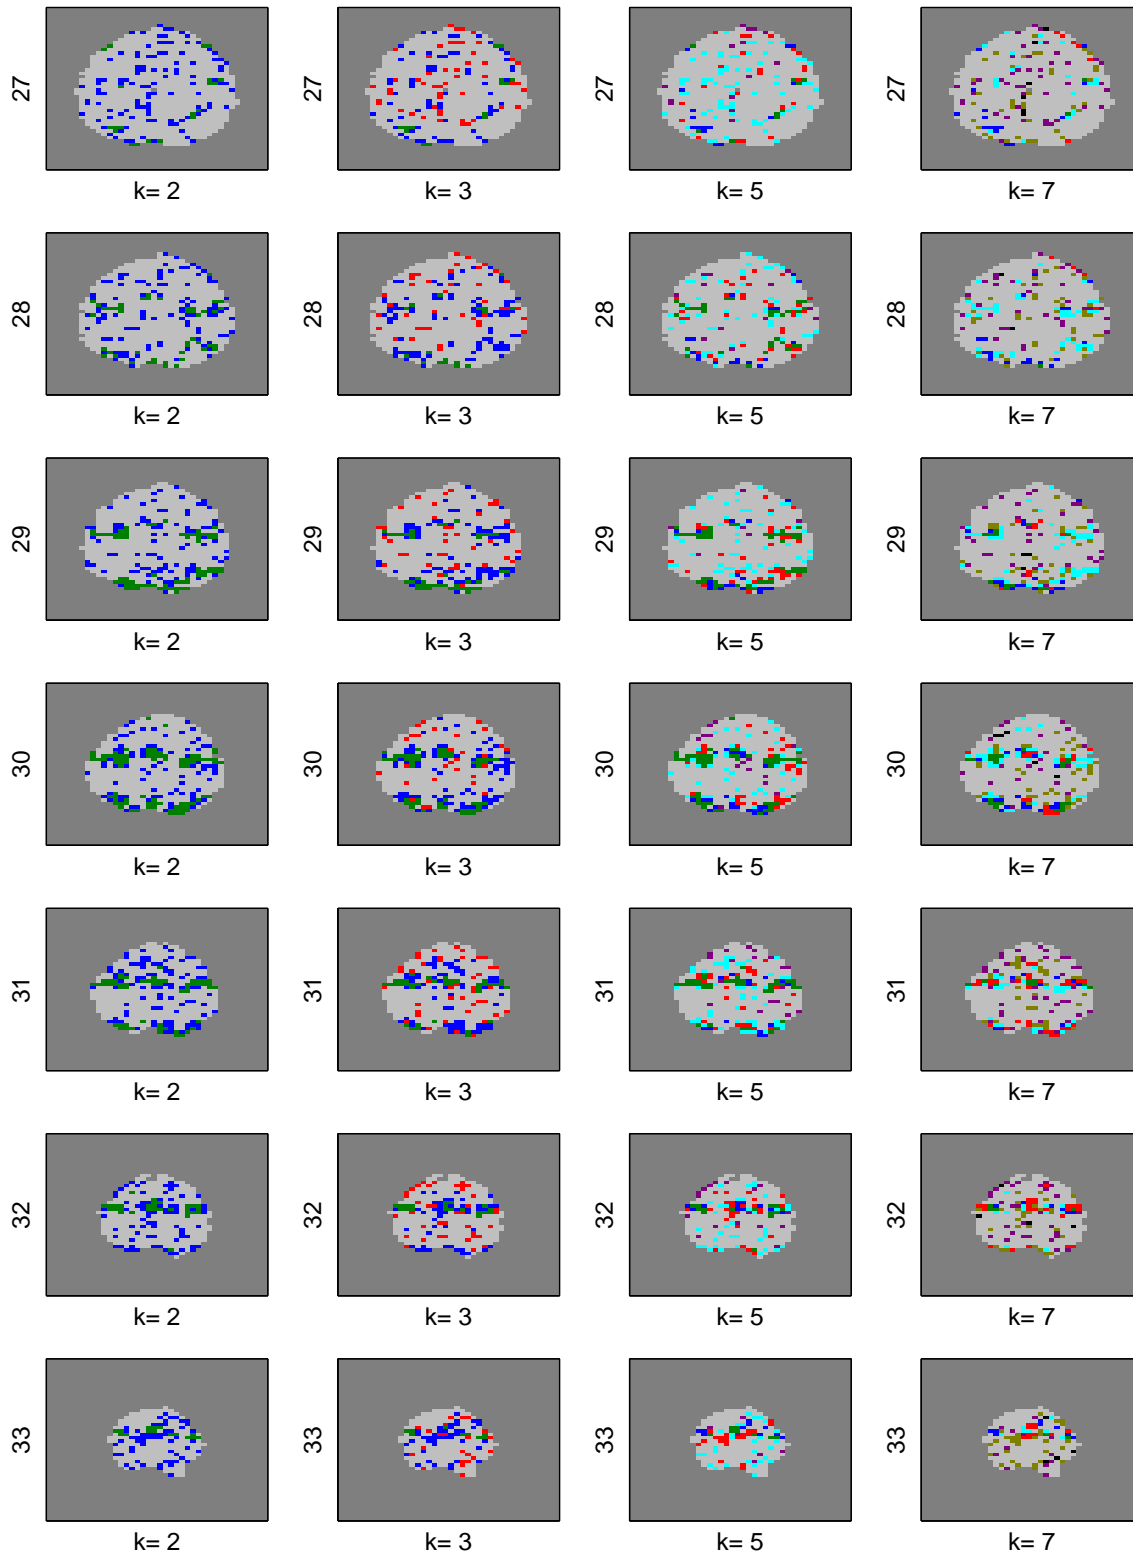 27
k= 2
27
k= 3
27
k= 5
27
k= 7
28
k= 2
28
k= 3
28
k= 5
28
k= 7
29
k= 2
29
k= 3
29
k= 5
29
k= 7
30
k= 2
30
k= 3
30
k= 5
30
k= 7
31
k= 2
31
k= 3
31
k= 5
31
k= 7
32
k= 2
32
k= 3
32
k= 5
32
k= 7
33
k= 2
33
k= 3
33
k= 5
33
k= 7